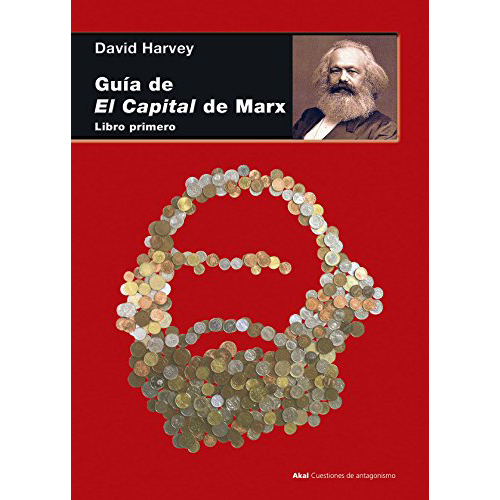 David Harvey
Guía de
El Capital de Marx
Libro primero
Akal Cuestiones de antagonismo